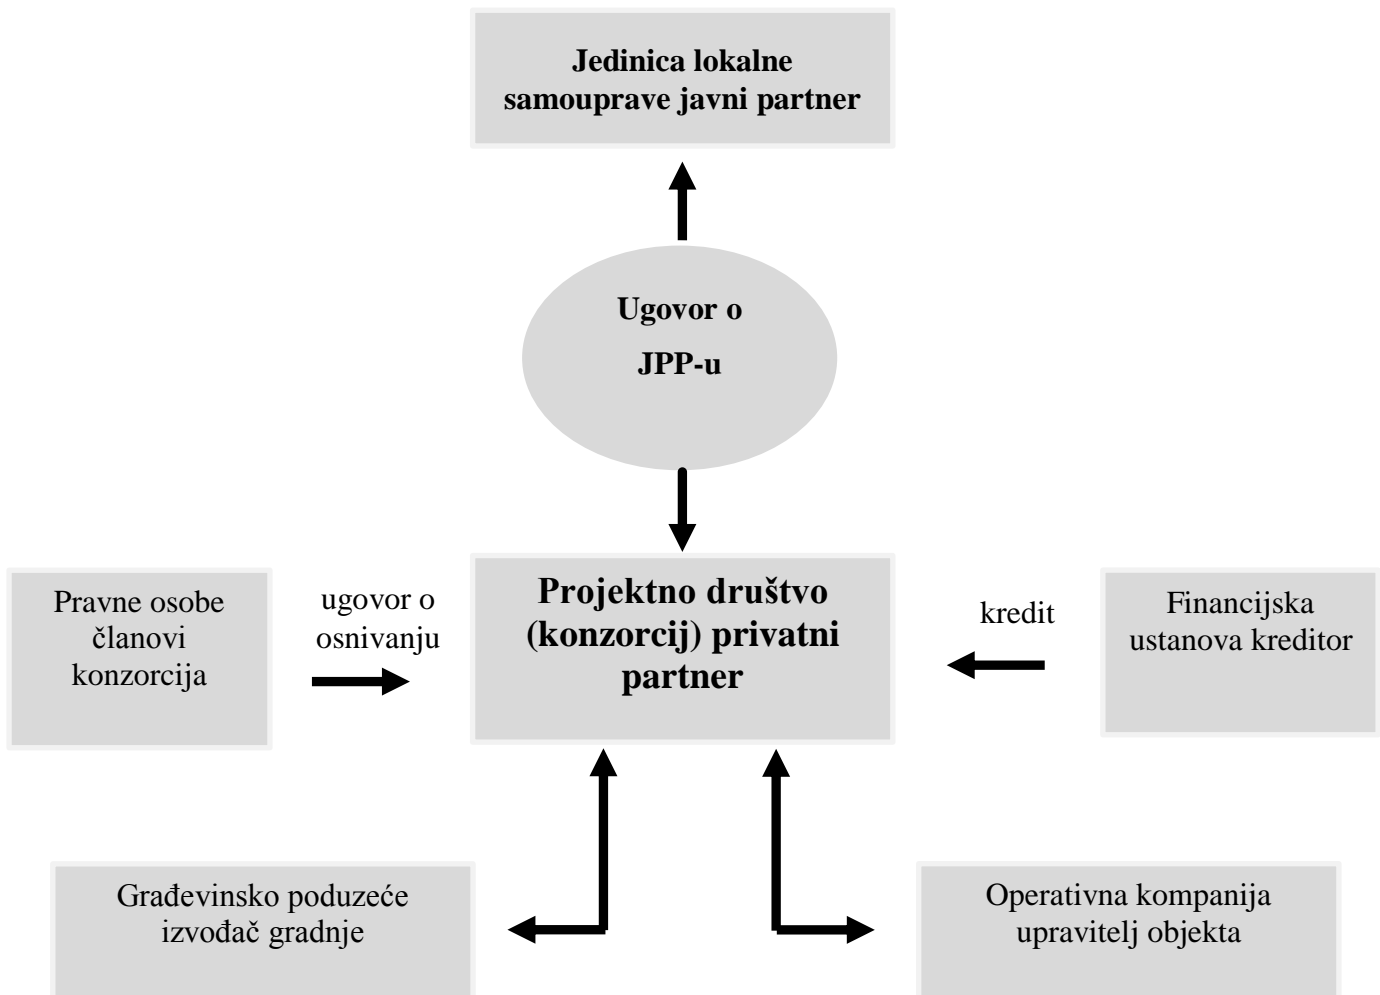 Jedinica lokalne
samouprave javni partner
Ugovor o
JPP-u
Pravne osobe
članovi
konzorcija
ugovor o
osnivanju
Projektno društvo
(konzorcij) privatni
partner
kredit
Financijska
ustanova kreditor
Građevinsko poduzeće
izvođač gradnje
Operativna kompanija
upravitelj objekta